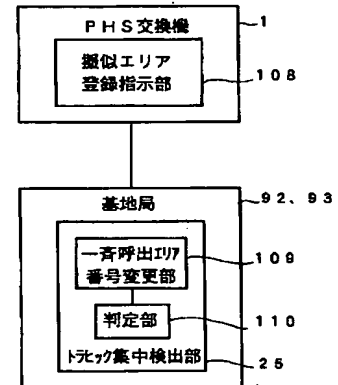 PHS交換機
1
擬似エリア
登録指示部
108
基地局
92、93
一斉呼出エリア
番号変更部
109
判定部
110
トラヒック集中検出部
25